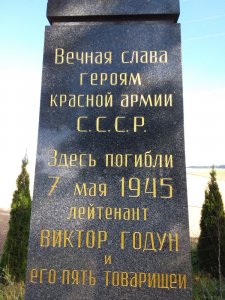 Вечная слава
героям
красной армии
С.С.С.Р.
Здесь погибли
7 мая 1945
лейтенант
ВИКТОР ГОДУН
и
его пять товарищей